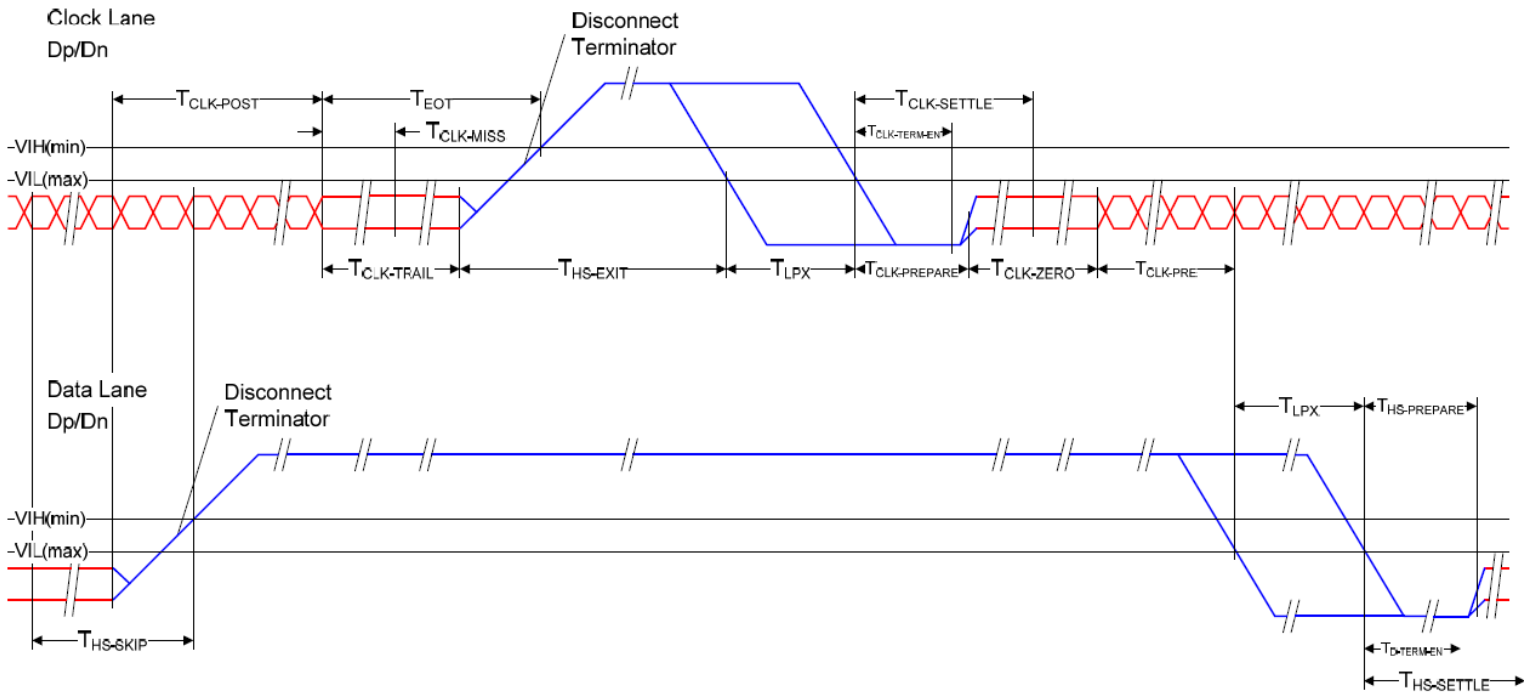 Clock Lane
Dp/Dn
Disconnect
Terminator
TCLK-POST
TEOT
TCLK-SETTLE
TCLK-MISS
TCLK-TERM-EN
VIH(min)
VIL(max)
TCLK-TRAIL
THS-EXIT
TLPX
TCLK-PREPARE
TCLK-ZERO
TCLK-PRE
Data Lane
Dp/Dn
Disconnect
Terminator
TLPX
THS-PREPARE
VIH(min)
VIL(max)
THS-SKIP
TD-TERM-EN
THS-SETTLE